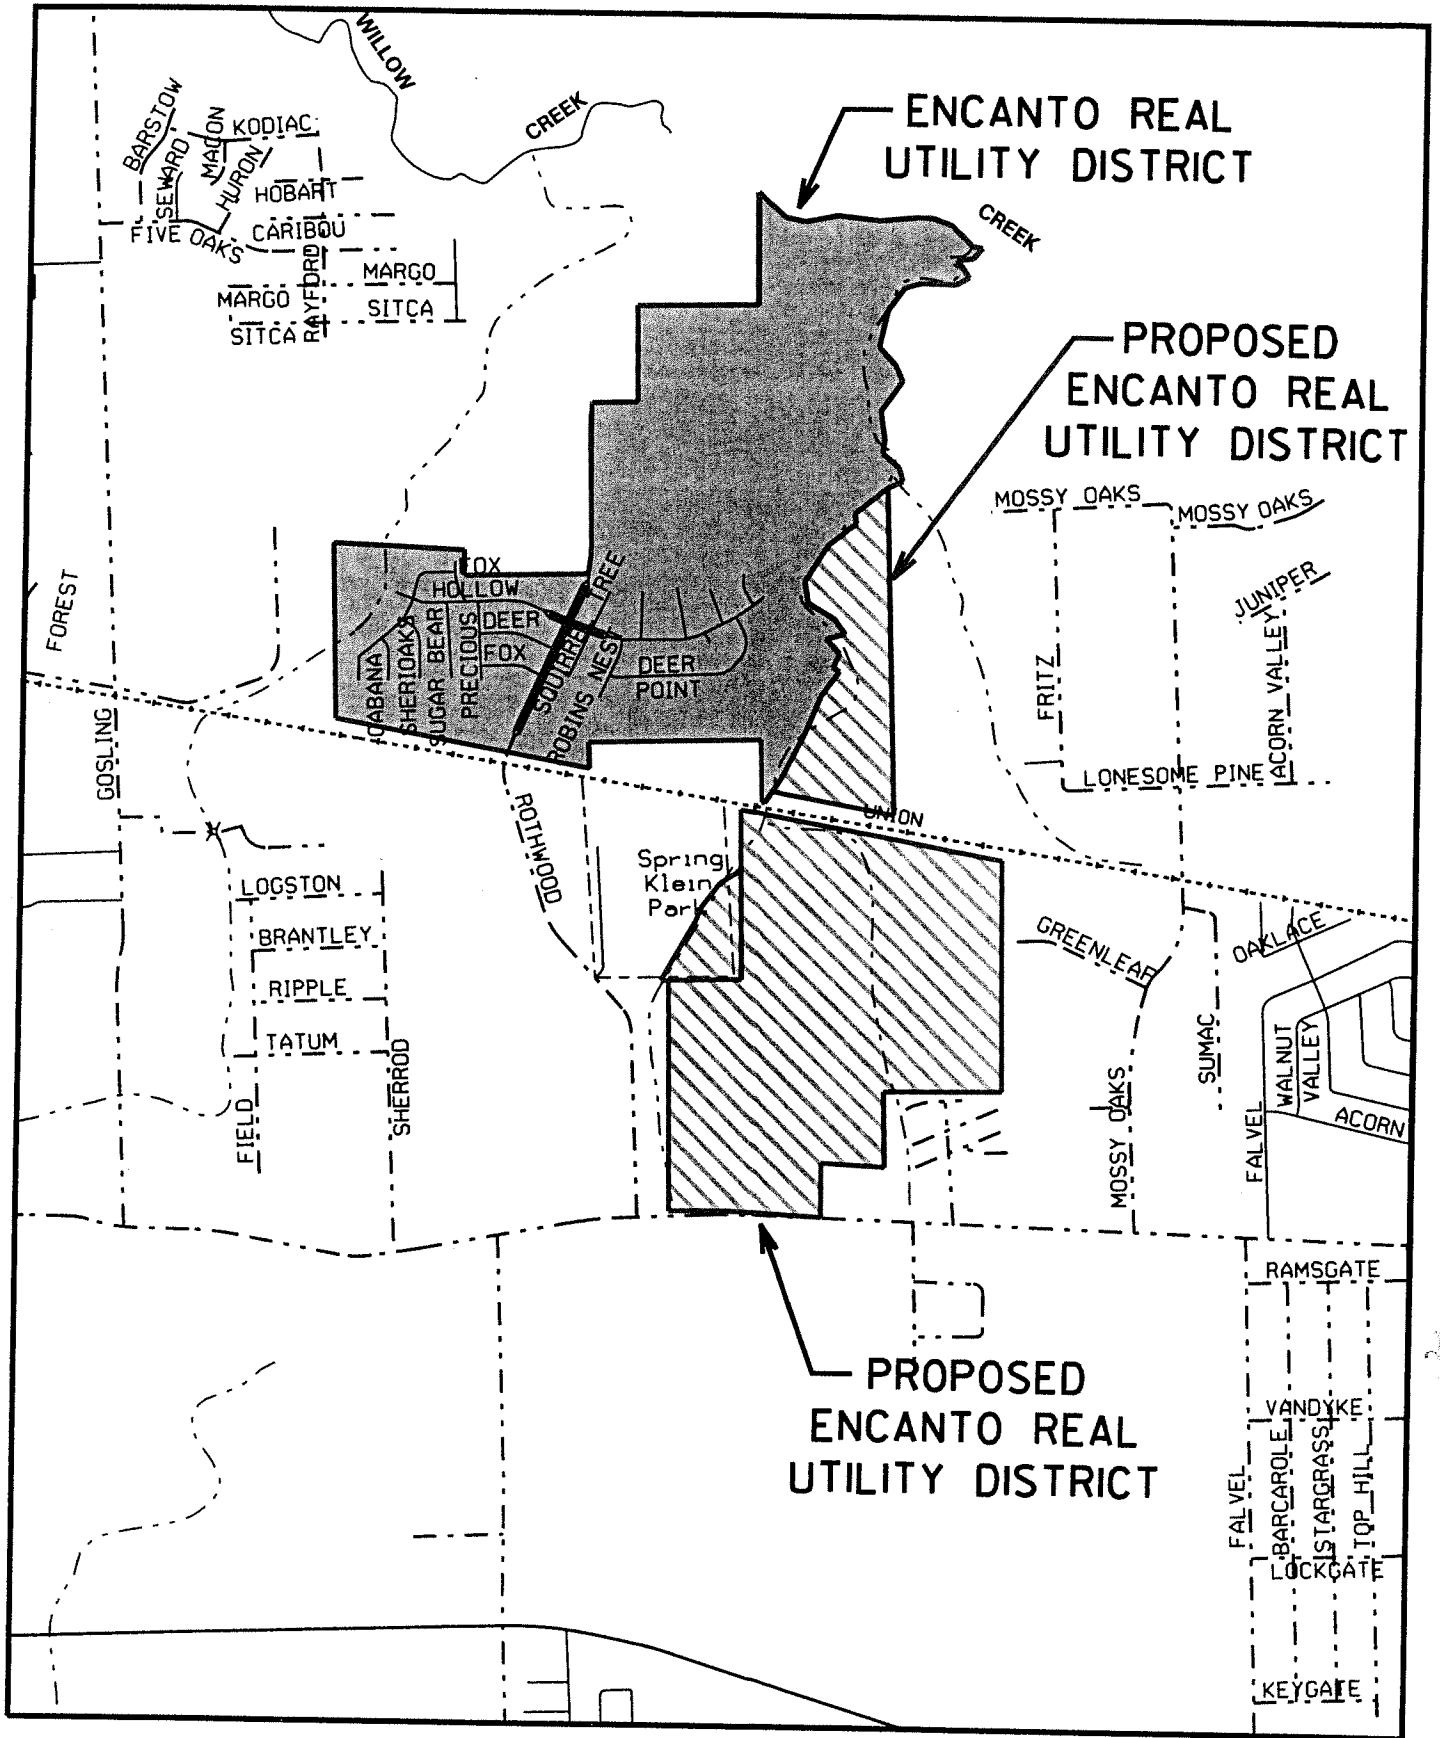 WILLOW
CREEK
ENCANTO REAL
UTILITY DISTRICT
CREEK
BARSTOW
SEWARD
MACON
KODIAC
HURON
HOBART
FIVE OAKS
CARIBOU
RAYFORD
MARGO
MARGO
SITCA
SITCA
PROPOSED
ENCANTO REAL
UTILITY DISTRICT
MOSSY OAKS
MOSSY OAKS
JUNIPER
FRITZ
ACORN VALLEY
LONESOME PINE
FOREST
GOSLING
FOX
HOLLOW
DEER
FOX
SHERIOAKS
SUGAR BEAR
PRECIOUS
SQUIRREL TREE
ROBINS NEST
DEER
POINT
ROTHWOOD
UNION
Spring
Klein
Park
LOGSTON
BRANTLEY
RIPPLE
TATUM
FIELD
SHERROD
GREENLEAF
MOSSY OAKS
SUMAC
OAKLACE
WALNUT
VALLEY
ACORN
FALVEL
RAMSGATE
VANDYKE
FALVEL
BARCAROLE
STARGRASS
TOP HILL
LOCKGATE
KEYGATE
PROPOSED
ENCANTO REAL
UTILITY DISTRICT